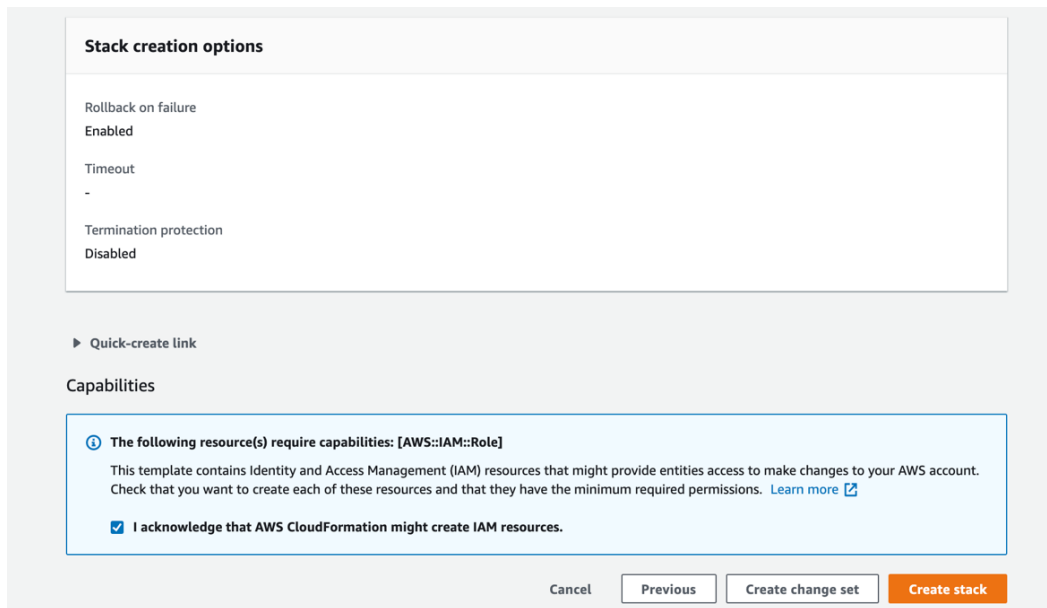 Stack creation options
Rollback on failure
Enabled
Timeout
-
Termination protection
Disabled
Quick-create link
Capabilities
The following resource(s) require capabilities: [AWS::IAM::Role]
This template contains Identity and Access Management (IAM) resources that might provide entities access to make changes to your AWS account.
Check that you want to create each of these resources and that they have the minimum required permissions. Learn more
I acknowledge that AWS CloudFormation might create IAM resources.
Cancel Previous Create change set Create stack